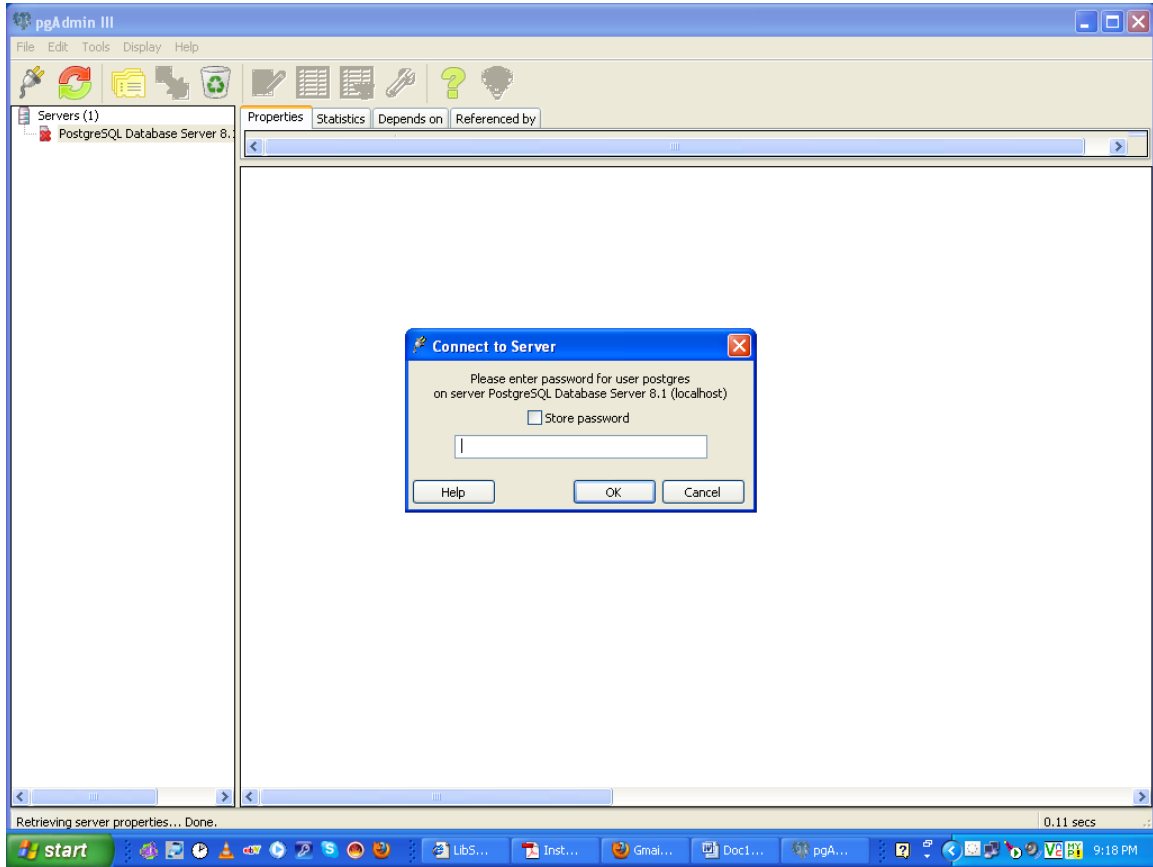 pgAdmin III
File Edit Tools Display Help
Servers (1)
PostgreSQL Database Server 8.1
Properties Statistics Depends on Referenced by
Connect to Server
Please enter password for user postgres
on server PostgreSQL Database Server 8.1 (localhost)
Store password
Help OK Cancel
Retrieving server properties... Done. 0.11 secs
start LibS... Inst... Gmai... Doc1... pgA... 9:18 PM